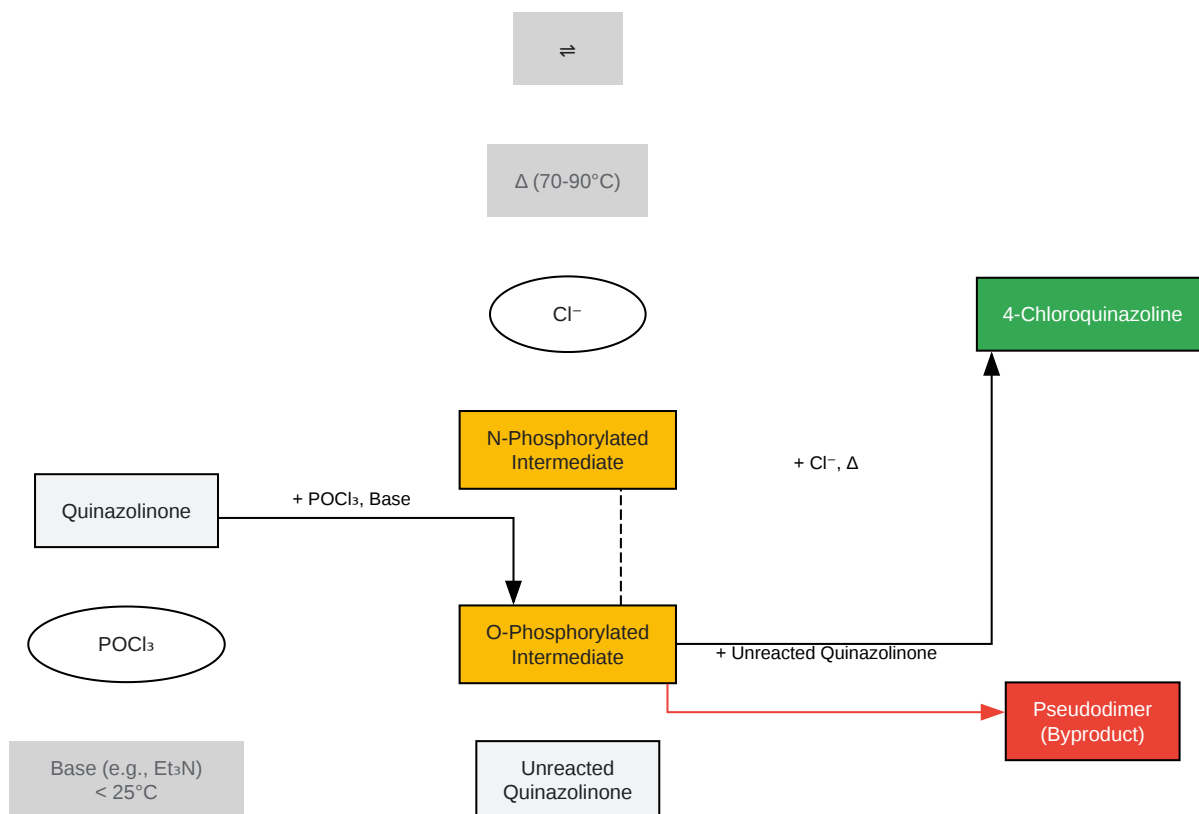 ⇌
Δ (70-90°C)
Cl⁻
4-Chloroquinazoline
N-Phosphorylated
Intermediate
+ Cl⁻, Δ
Quinazolinone
+ POCl₃, Base
POCl₃
O-Phosphorylated
Intermediate
+ Unreacted Quinazolinone
Pseudodimer
(Byproduct)
Base (e.g., Et₃N)
< 25°C
Unreacted
Quinazolinone